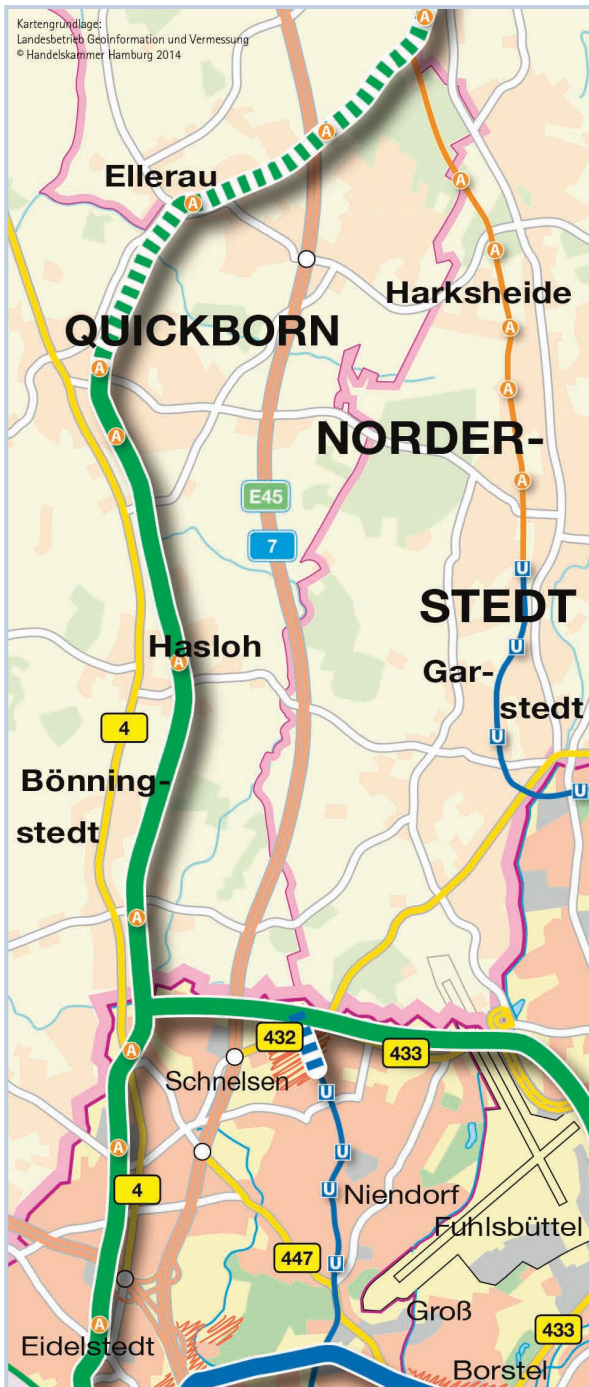 Kartengrundlage:
Landesbetrieb Geoinformation und Vermessung
© Handelskammer Hamburg 2014
A
A
Ellerau
A
A
A
Harksheide
QUICKBORN
A
A
A
A
NORDER-
A
E45
7
U
STEDT
U
Hasloh
A
Gar-
stedt
4
U
Bönning-
stedt
U
A
432
433
A
Schnelsen
U
A
U
4
U
Niendorf
Fuhlsbüttel
447
U
Groß
A
433
Eidelstedt
Borstel